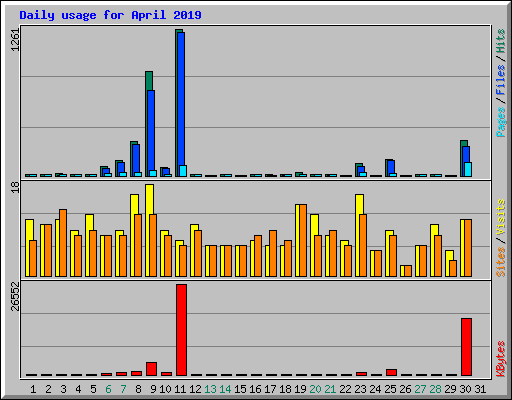 Daily usage for April 2019
1261
Pages / Files / Hits
18
Sites / Visits
26552
KBytes
1 2 3 4 5 6 7 8 9 10 11 12 13 14 15 16 17 18 19 20 21 22 23 24 25 26 27 28 29 30 31